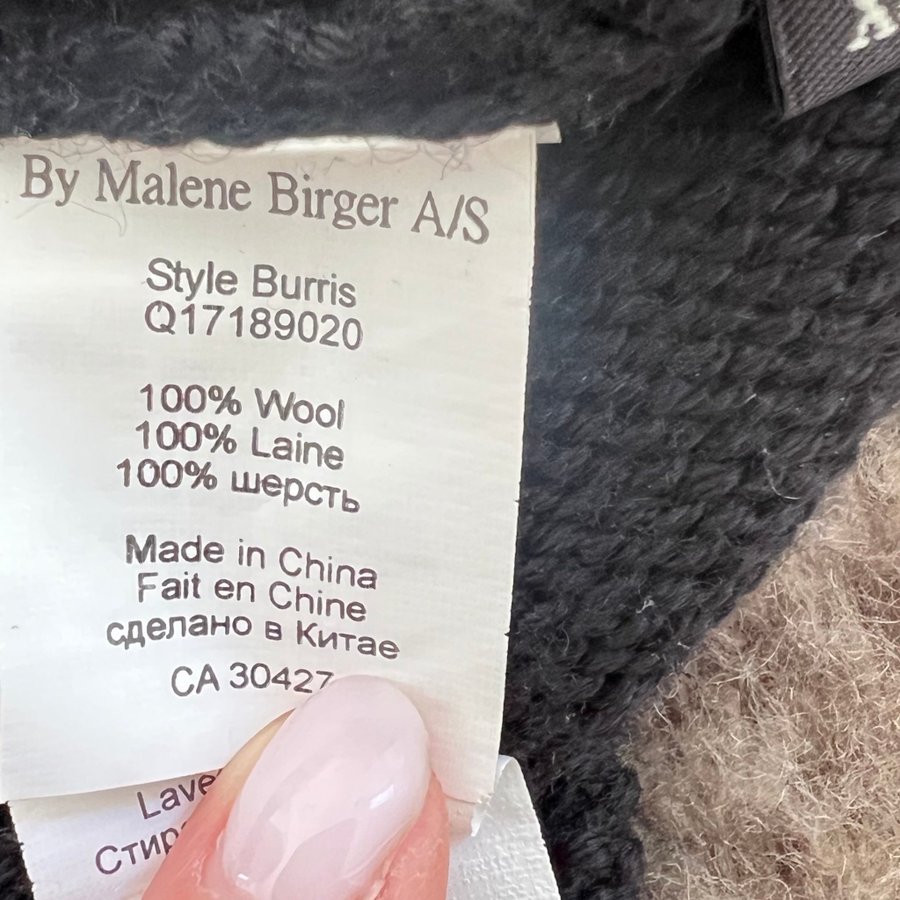 By Malene Birger A/S
Style Burris
Q17189020
100% Wool
100% Laine
100% шерсть
Made in China
Fait en Chine
сделано в Китае
CA 30427